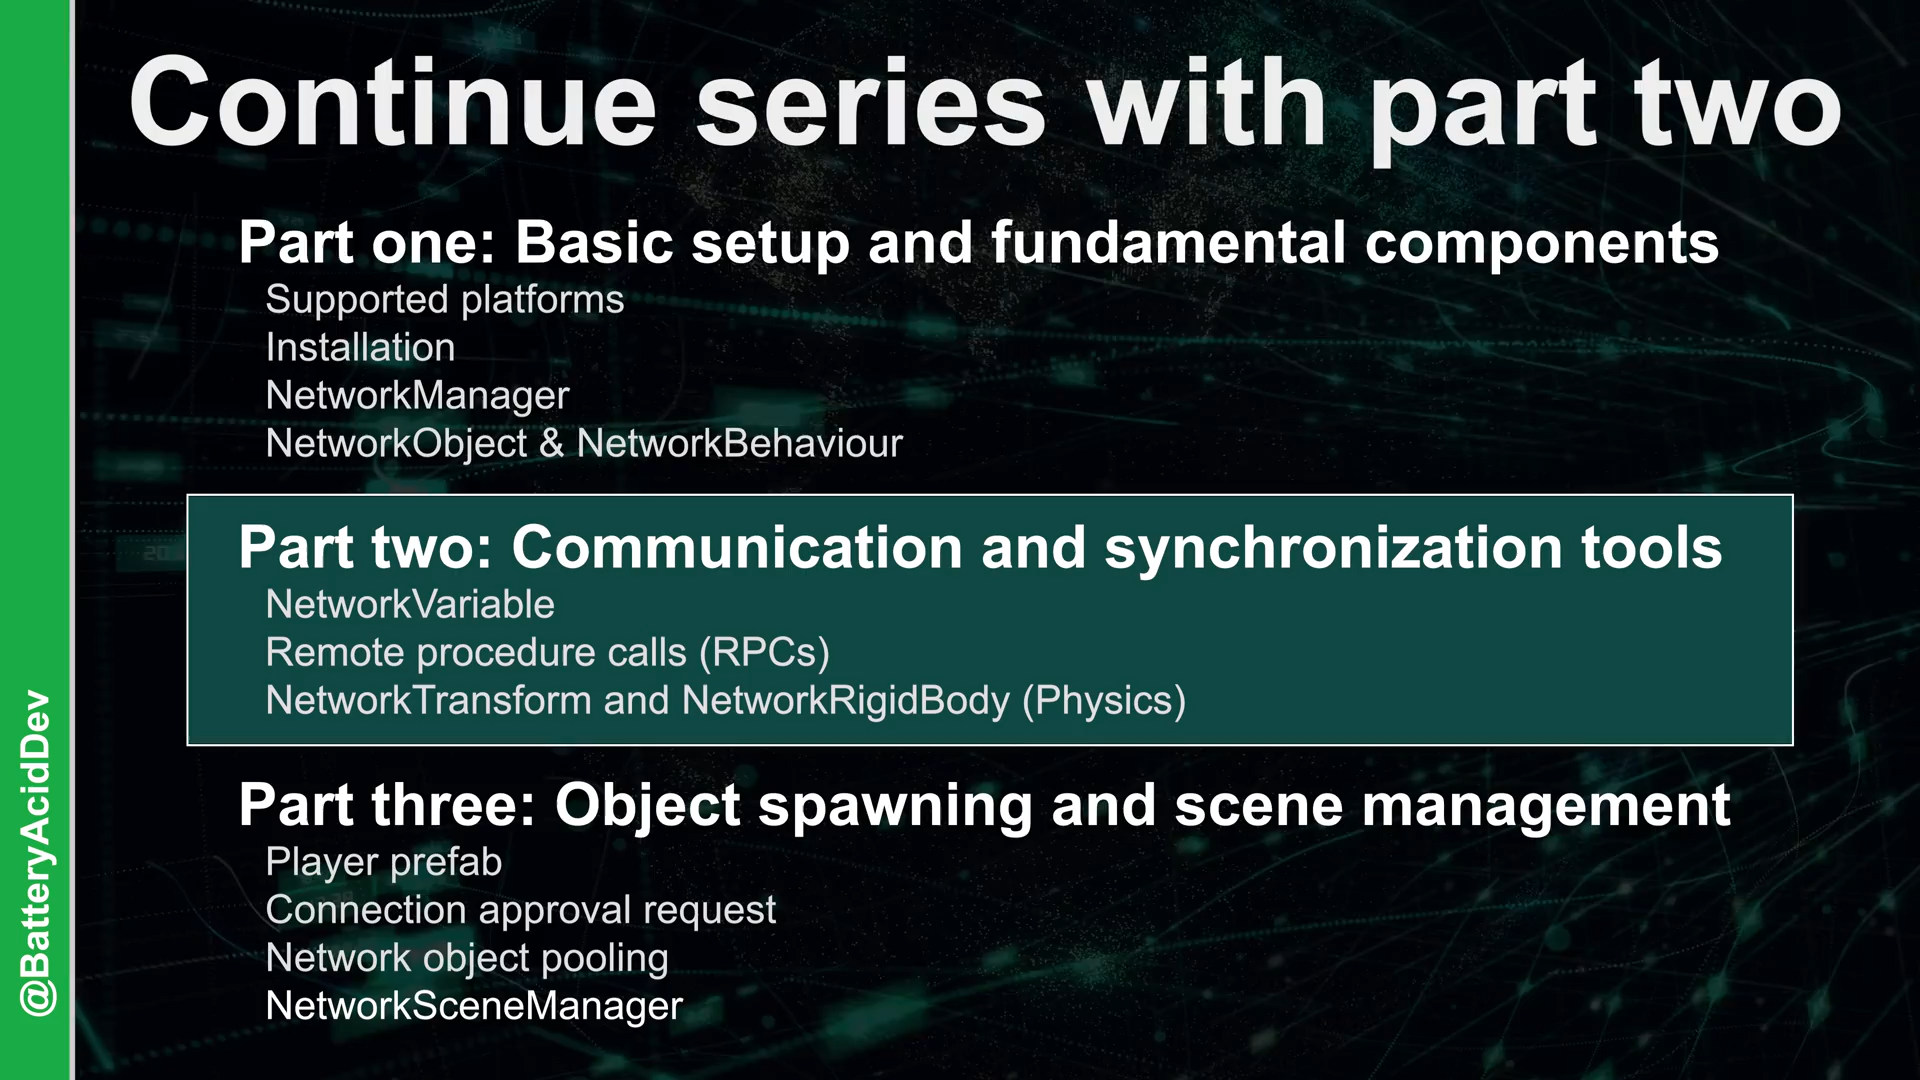 Continue series with part two
Part one: Basic setup and fundamental components
Supported platforms
Installation
NetworkManager
NetworkObject & NetworkBehaviour
Part two: Communication and synchronization tools
NetworkVariable
Remote procedure calls (RPCs)
NetworkTransform and NetworkRigidBody (Physics)
Part three: Object spawning and scene management
Player prefab
Connection approval request
Network object pooling
NetworkSceneManager
@BatteryAcidDev